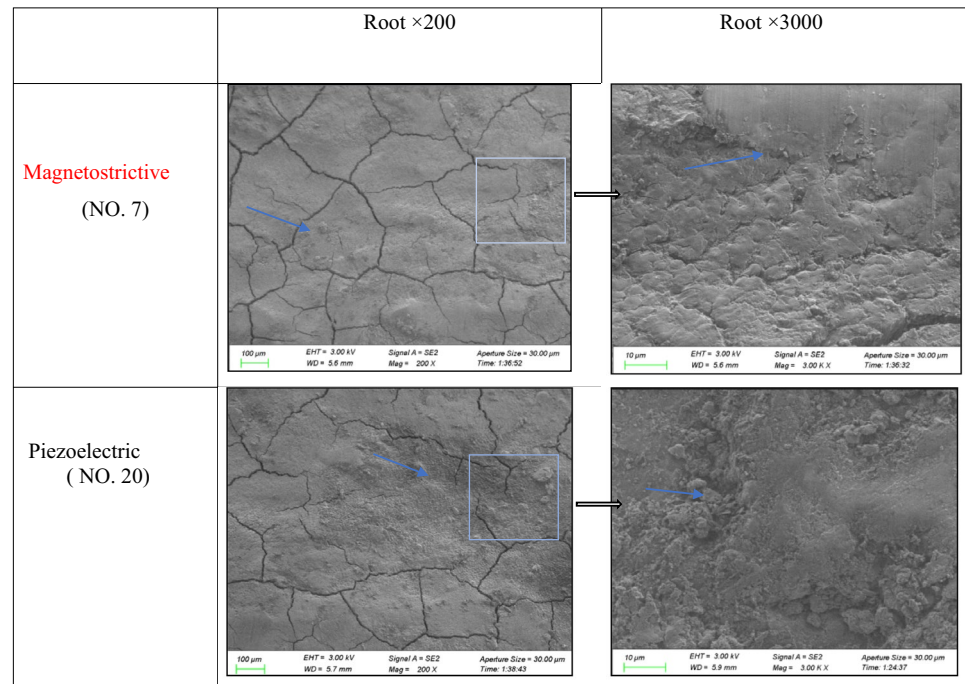 Root ×200
Root ×3000
Magnetostrictive
(NO. 7)
100 µm
EHT = 3.00 kV
WD = 5.6 mm
Signal A = SE2
Mag = 200 X
Aperture Size = 30.00 µm
Time: 1:36:52
10 µm
EHT = 3.00 kV
WD = 5.6 mm
Signal A = SE2
Mag = 3.00 K X
Aperture Size = 30.00 µm
Time: 1:36:32
Piezoelectric
( NO. 20)
100 µm
EHT = 3.00 kV
WD = 5.7 mm
Signal A = SE2
Mag = 200 X
Aperture Size = 30.00 µm
Time: 1:38:43
10 µm
EHT = 3.00 kV
WD = 5.9 mm
Signal A = SE2
Mag = 3.00 K X
Aperture Size = 30.00 µm
Time: 1:24:37